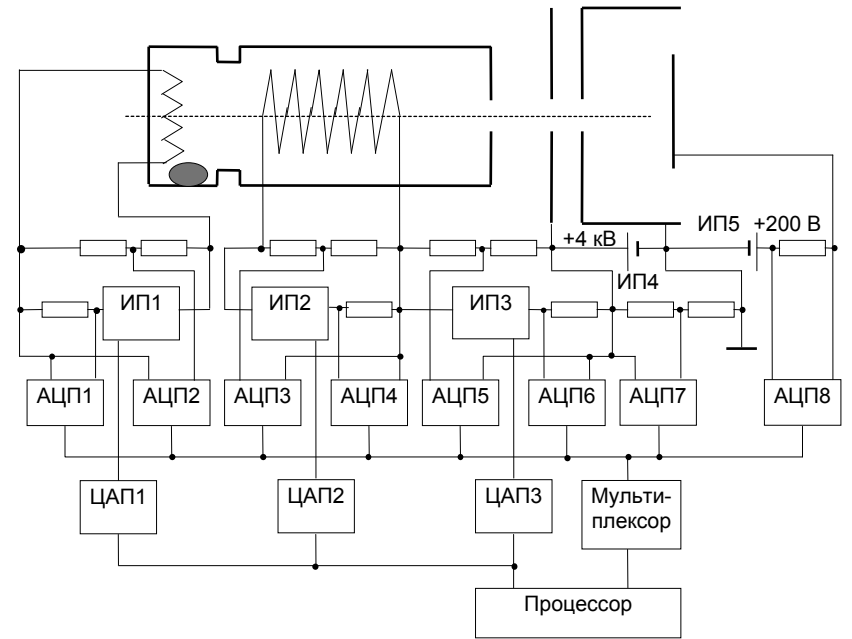 ИП5 +200 В
+4 кВ
ИП4
ИП1
ИП2
ИП3
АЦП1
АЦП2
АЦП3
АЦП4
АЦП5
АЦП6
АЦП7
АЦП8
ЦАП1
ЦАП2
ЦАП3
Мульти-
плексор
Процессор